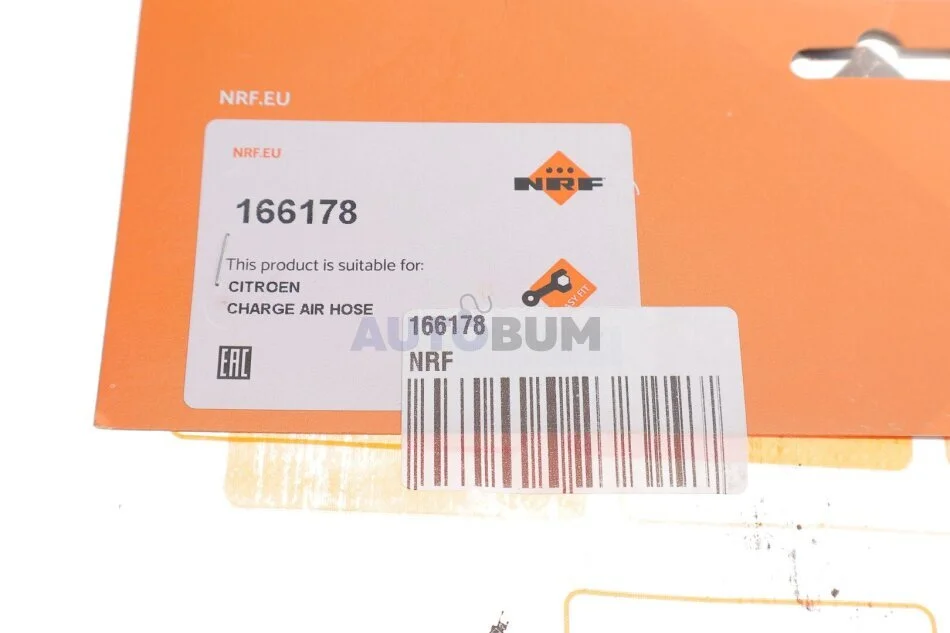 NRF.EU
NRF.EU
NRF
166178
This product is suitable for:
CITROEN
CHARGE AIR HOSE
EASY FIT
EAC
AUTOBUM
166178
NRF